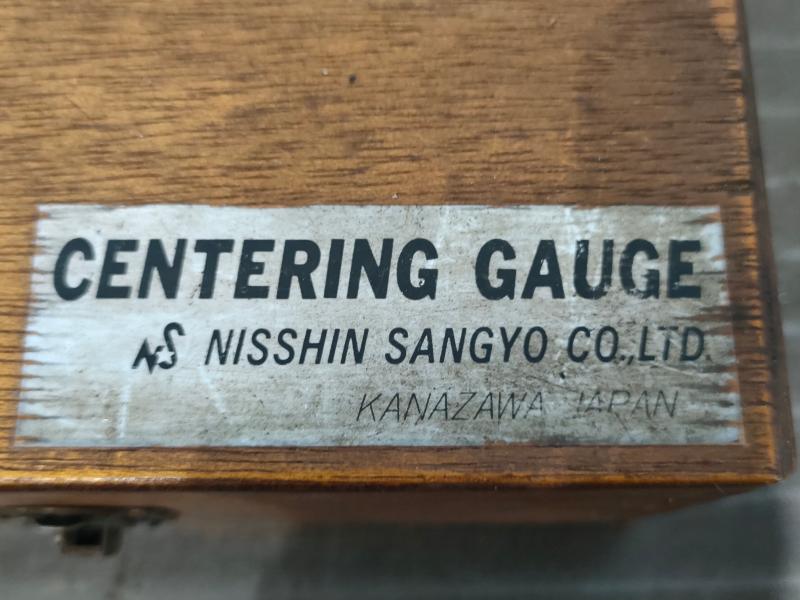 CENTERING GAUGE
NS NISSHIN SANGYO CO.,LTD.
KANAZAWA JAPAN